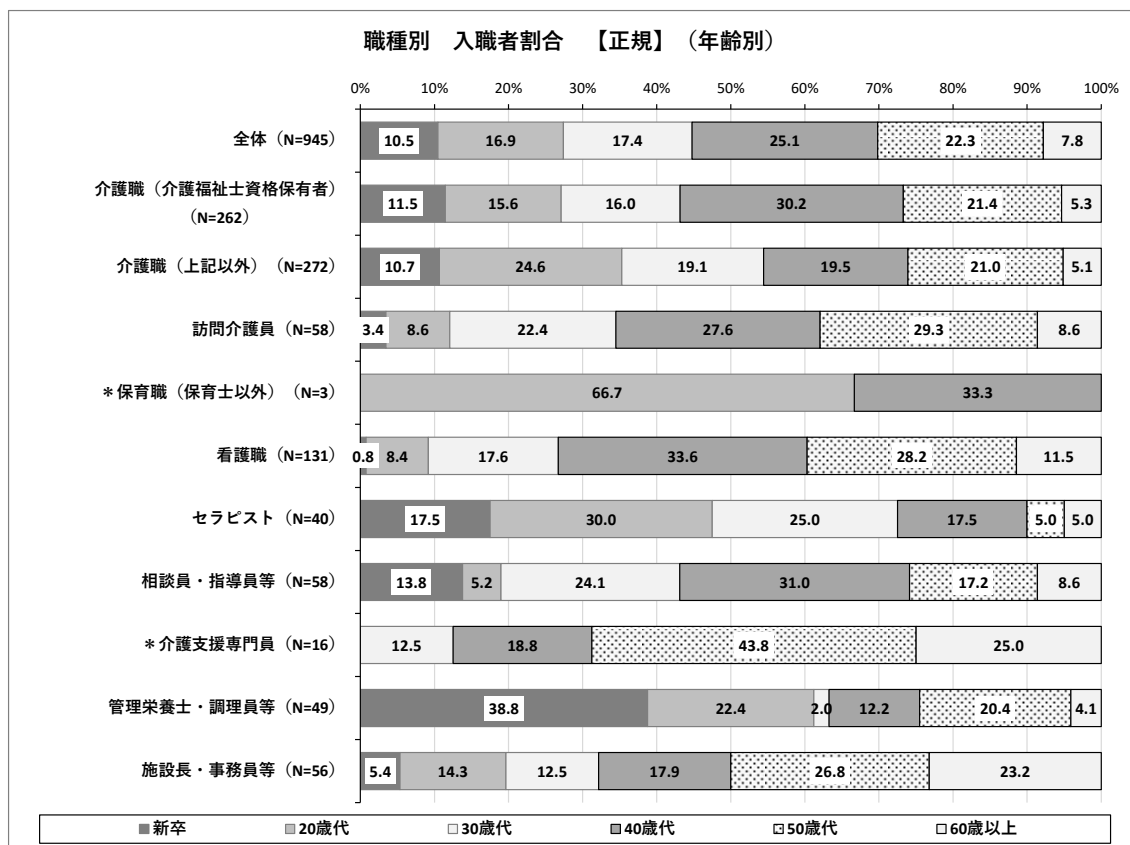 職種別　入職者割合　【正規】（年齢別）
0% 10% 20% 30% 40% 50% 60% 70% 80% 90% 100%
全体（N=945） 10.5 16.9 17.4 25.1 22.3 7.8
介護職（介護福祉士資格保有者）
（N=262） 11.5 15.6 16.0 30.2 21.4 5.3
介護職（上記以外）（N=272） 10.7 24.6 19.1 19.5 21.0 5.1
訪問介護員（N=58） 3.4 8.6 22.4 27.6 29.3 8.6
＊保育職（保育士以外）（N=3） 66.7 33.3
看護職（N=131） 0.8 8.4 17.6 33.6 28.2 11.5
セラピスト（N=40） 17.5 30.0 25.0 17.5 5.0 5.0
相談員・指導員等（N=58） 13.8 5.2 24.1 31.0 17.2 8.6
＊介護支援専門員（N=16） 12.5 18.8 43.8 25.0
管理栄養士・調理員等（N=49） 38.8 22.4 2.0 12.2 20.4 4.1
施設長・事務員等（N=56） 5.4 14.3 12.5 17.9 26.8 23.2
新卒 20歳代 30歳代 40歳代 50歳代 60歳以上